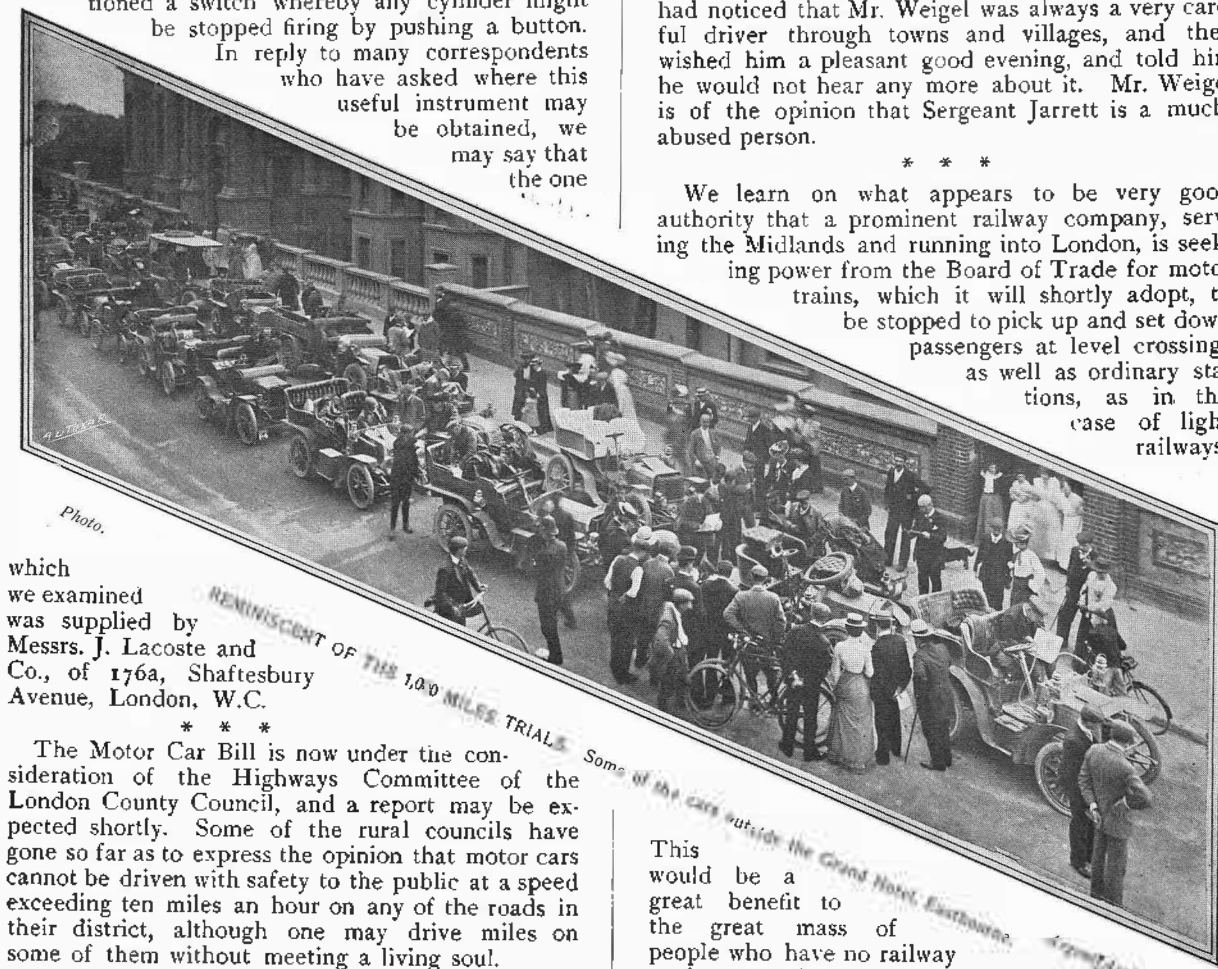 tioned a switch whereby any cylinder might
be stopped firing by pushing a button.
In reply to many correspondents
who have asked where this
useful instrument may
be obtained, we
may say that
the one
Photo.
which
we examined
was supplied by
Messrs. J. Lacoste and
Co., of 176a, Shaftesbury
Avenue, London, W.C.
* * *
The Motor Car Bill is now under the con-
sideration of the Highways Committee of the
London County Council, and a report may be ex-
pected shortly. Some of the rural councils have
gone so far as to express the opinion that motor cars
cannot be driven with safety to the public at a speed
exceeding ten miles an hour on any of the roads in
their district, although one may drive miles on
some of them without meeting a living soul.
AUTOCAR
REMINISCENT OF THE 1,000 MILES TRIALS. Some of the cars outside the Grand Hotel, Eastbourne.
had noticed that Mr. Weigel was always a very car
ful driver through towns and villages, and the
wished him a pleasant good evening, and told hi
he would not hear any more about it. Mr. Weig
is of the opinion that Sergeant Jarrett is a muc
abused person.
* * *
We learn on what appears to be very goo
authority that a prominent railway company, ser
ing the Midlands and running into London, is seek
ing power from the Board of Trade for moto
trains, which it will shortly adopt, t
be stopped to pick up and set dow
passengers at level crossing
as well as ordinary sta
tions, as in th
case of ligh
railways
This
would be a
great benefit to
the great mass of
people who have no railway